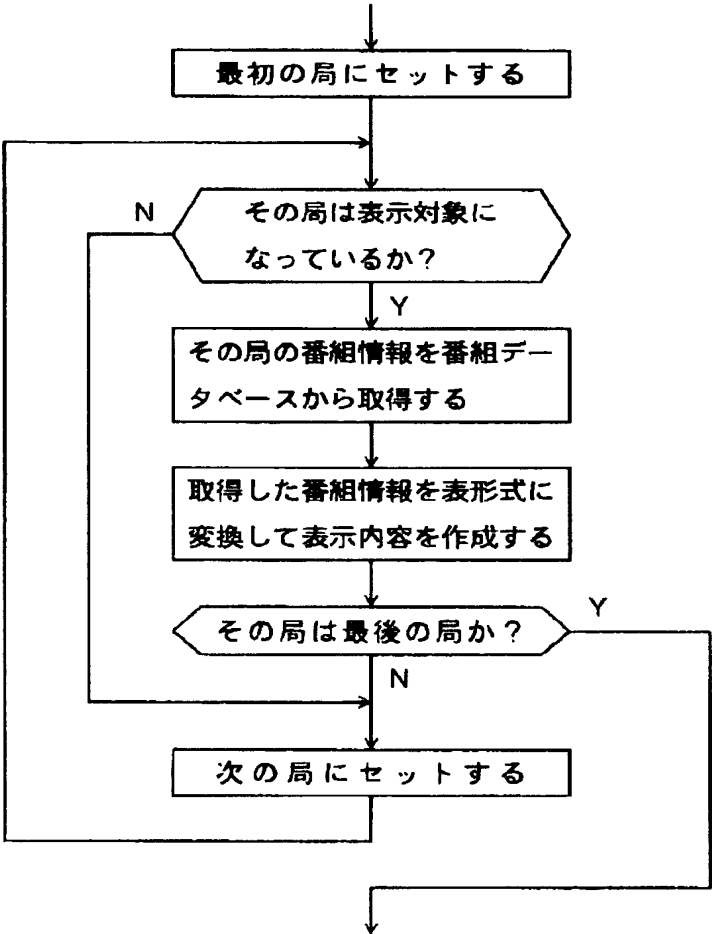 最初の局にセットする
N
その局は表示対象に
なっているか？
Y
その局の番組情報を番組デー
タベースから取得する
取得した番組情報を表形式に
変換して表示内容を作成する
Y
その局は最後の局か？
N
次の局にセットする